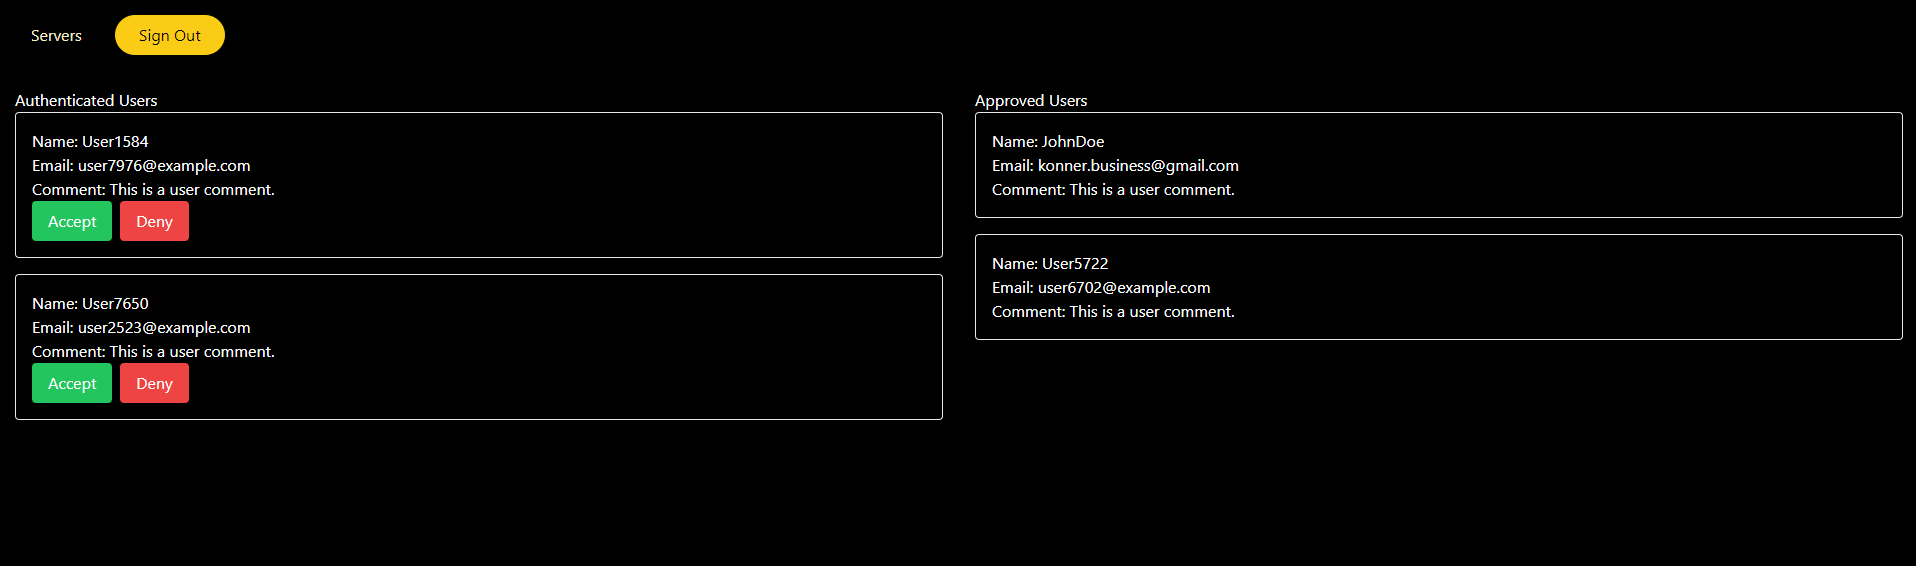 Servers
Sign Out
Authenticated Users
Name: User1584
Email: user7976@example.com
Comment: This is a user comment.
Accept
Deny
Name: User7650
Email: user2523@example.com
Comment: This is a user comment.
Accept
Deny
Approved Users
Name: JohnDoe
Email: konner.business@gmail.com
Comment: This is a user comment.
Name: User5722
Email: user6702@example.com
Comment: This is a user comment.